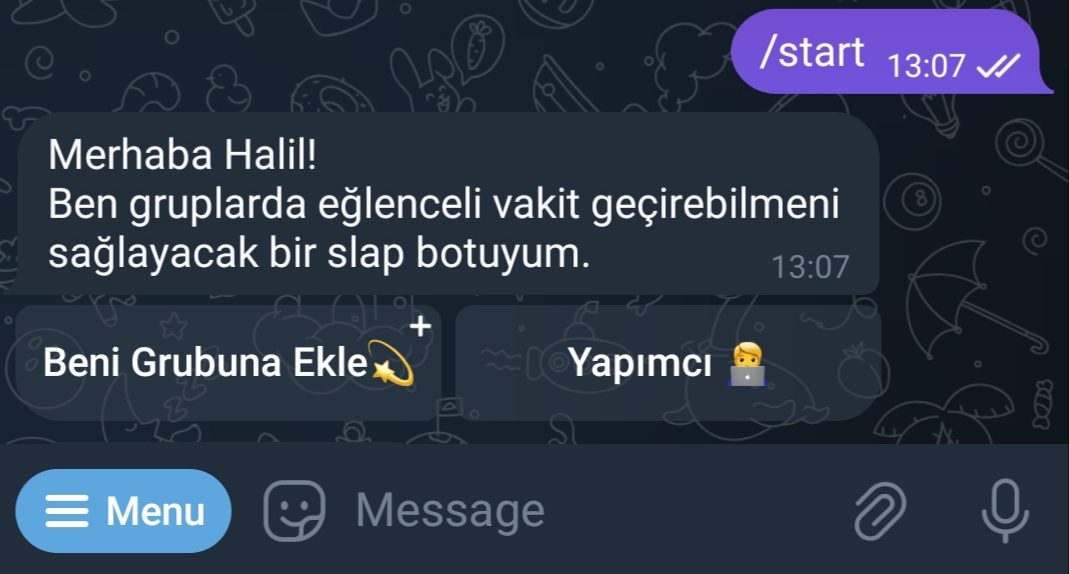 /start 13:07
Merhaba Halil!
Ben gruplarda eğlenceli vakit geçirebilmeni
sağlayacak bir slap botuyum.
13:07
Beni Grubuna Ekle💫
Yapımcı 👨‍💻
Menu
Message